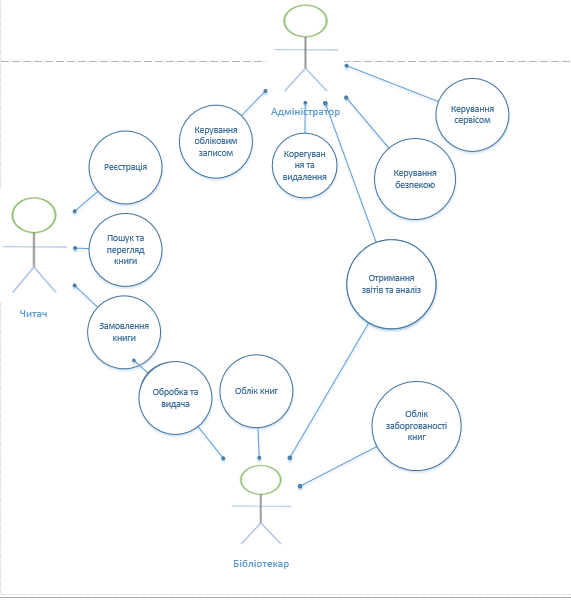 Адміністратор
Керування
сервісом
Керування
обліковим
записом
Корегуван
ня та
видалення
Керування
безпекою
Реєстрація
Пошук та
перегляд
книги
Читач
Отримання
звітів та аналіз
Замовлення
книги
Обробка та
видача
Облік книг
Облік
заборгованості
книг
Бібліотекар